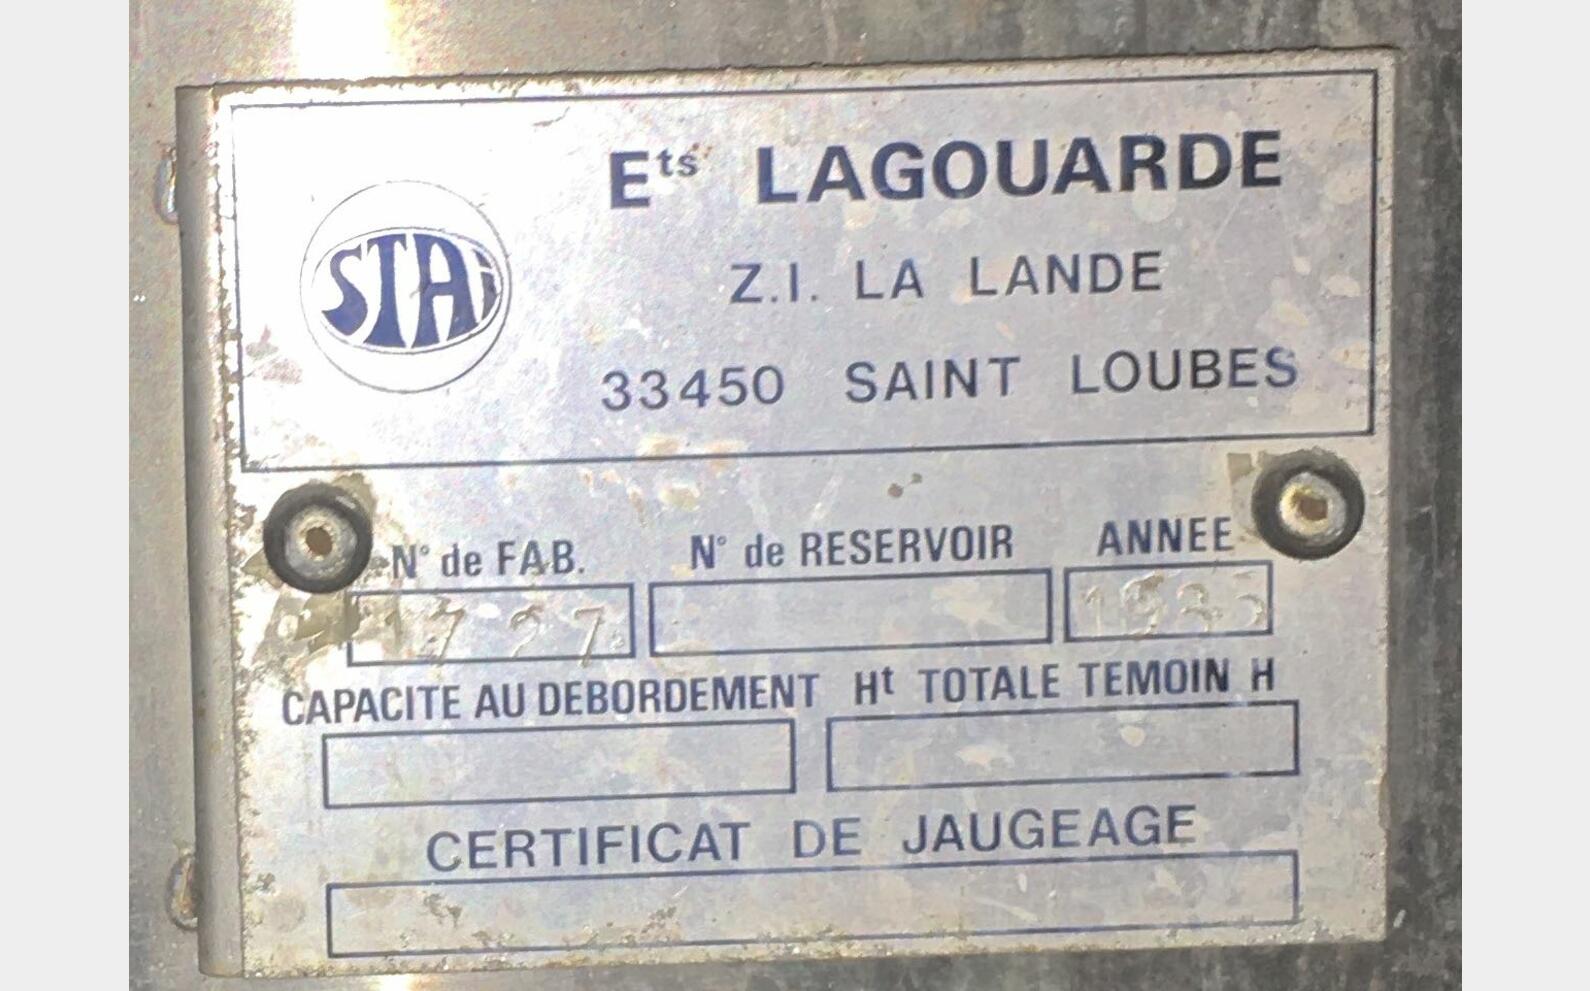 Ets LAGOUARDE
STAi
Z.I. LA LANDE
33450 SAINT LOUBES
N° de FAB. N° de RESERVOIR ANNEE
CAPACITE AU DEBORDEMENT Ht TOTALE TEMOIN H
CERTIFICAT DE JAUGEAGE